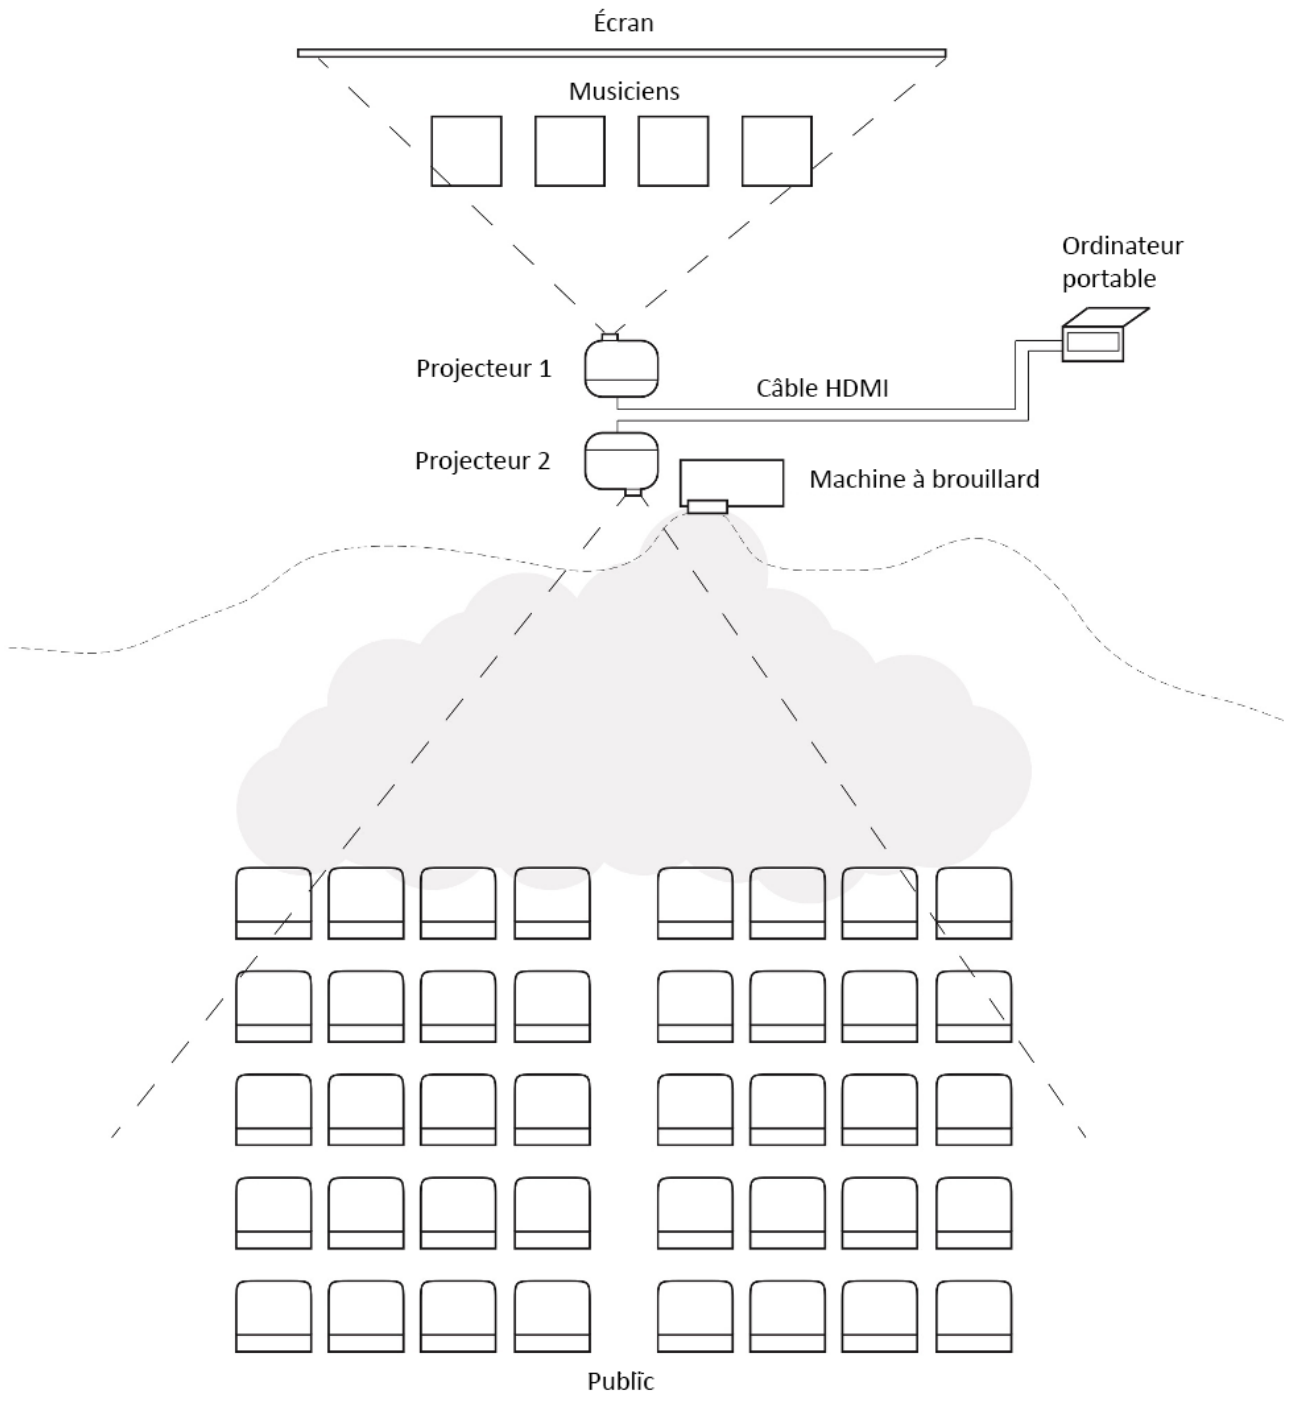 Écran
Musiciens
Ordinateur
portable
Projecteur 1
Câble HDMI
Projecteur 2
Machine à brouillard
Public